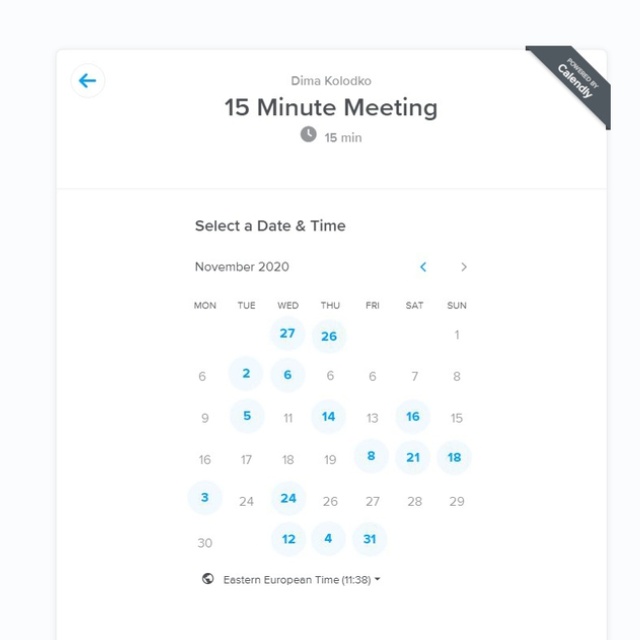 POWERED BY
Calendly
Dima Kolodko
15 Minute Meeting
15 min
Select a Date & Time
November 2020
MON TUE WED THU FRI SAT SUN
27 26 1
6 2 6 6 6 7 8
9 5 11 14 13 16 15
16 17 18 19 8 21 18
3 24 24 26 27 28 29
30 12 4 31
Eastern European Time (11:38)